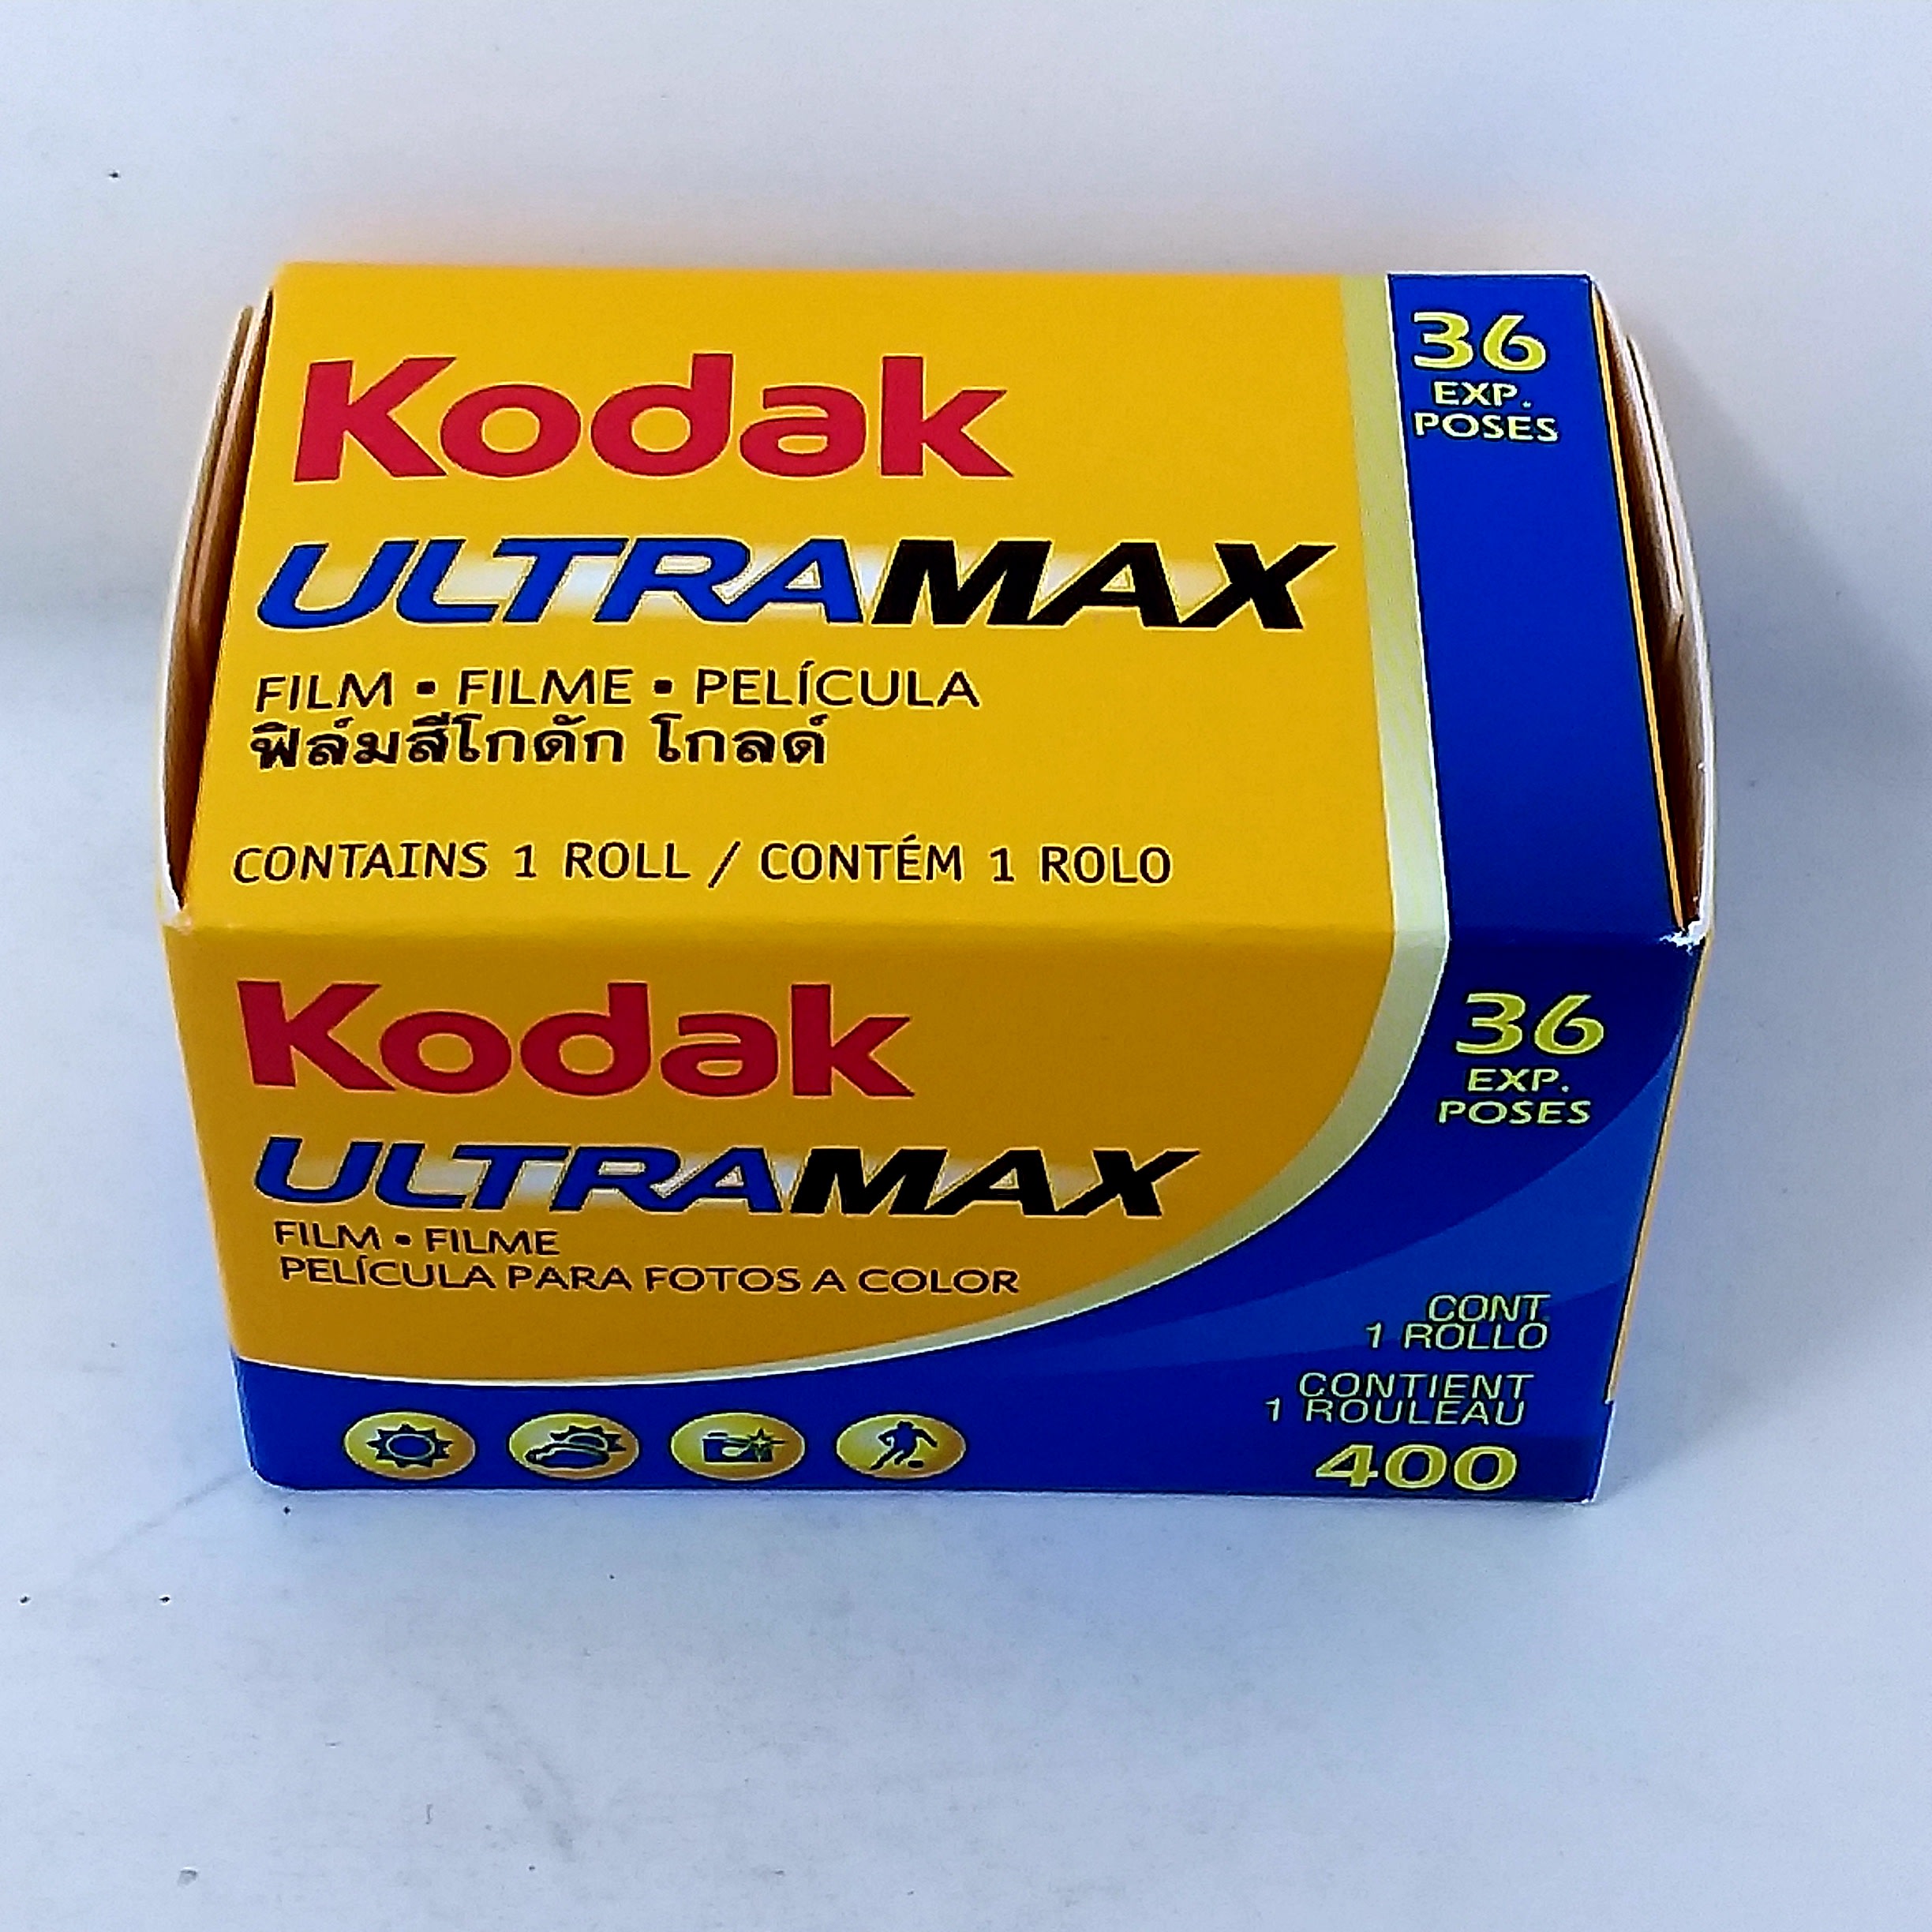 Kodak
ULTRAMAX
FILM • FILME • PELÍCULA
ฟิล์มสีโกดัก โกลด์
CONTAINS 1 ROLL / CONTÉM 1 ROLO
36
EXP.
POSES
Kodak
ULTRAMAX
FILM • FILME
PELÍCULA PARA FOTOS A COLOR
36
EXP.
POSES
CONT.
1 ROLLO
CONTIENT
1 ROULEAU
400